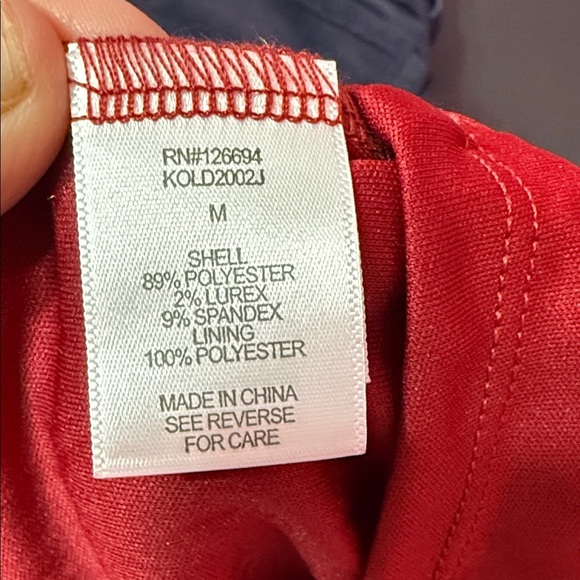 RN#126694
KOLD2002J
M
SHELL
89% POLYESTER
2% LUREX
9% SPANDEX
LINING
100% POLYESTER
MADE IN CHINA
SEE REVERSE
FOR CARE